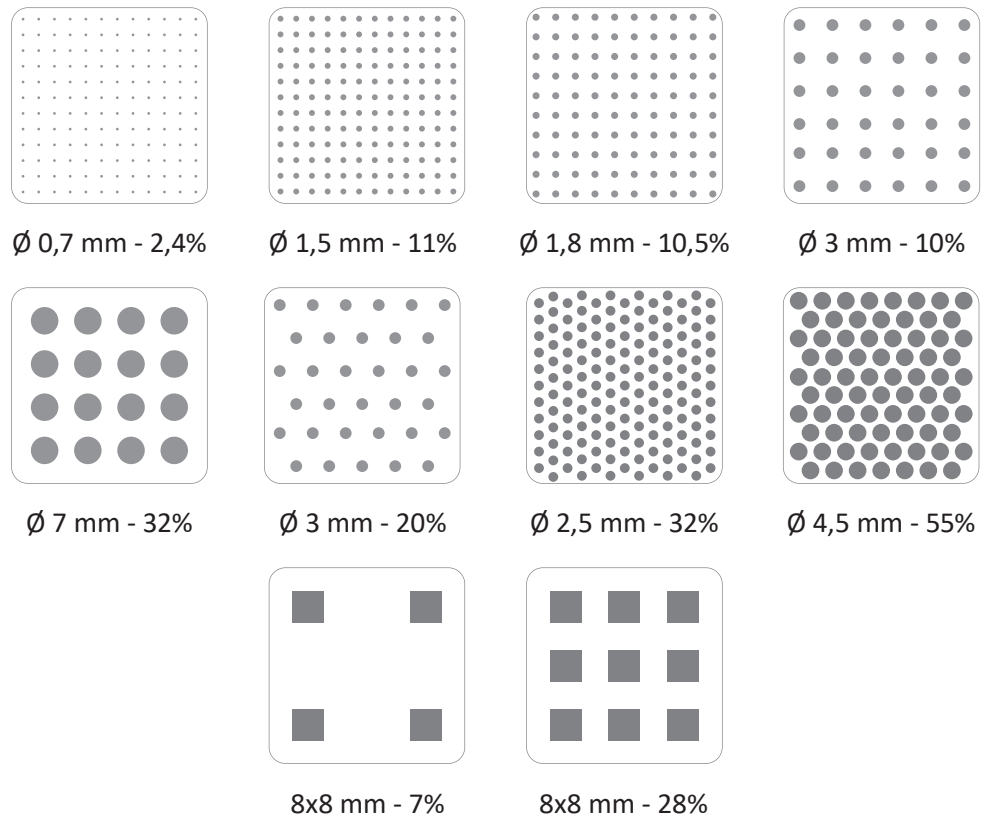 Ø 0,7 mm - 2,4%
Ø 1,5 mm - 11%
Ø 1,8 mm - 10,5%
Ø 3 mm - 10%
Ø 7 mm - 32%
Ø 3 mm - 20%
Ø 2,5 mm - 32%
Ø 4,5 mm - 55%
8x8 mm - 7%
8x8 mm - 28%